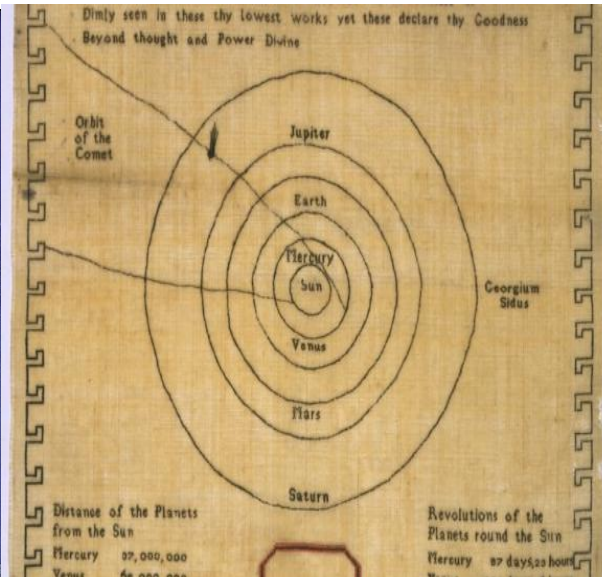 Dimly seen in these thy lowest works yet these declare thy Goodness
Beyond thought and Power Divine
Orbit
of the
Comet
Jupiter
Earth
Mercury
Sun
Georgium
Sidus
Venus
Mars
Saturn
Distance of the Planets
from the Sun
Mercury 37,000,000
Venus
Revolutions of the
Planets round the Sun
Mercury 87 days,23 hours